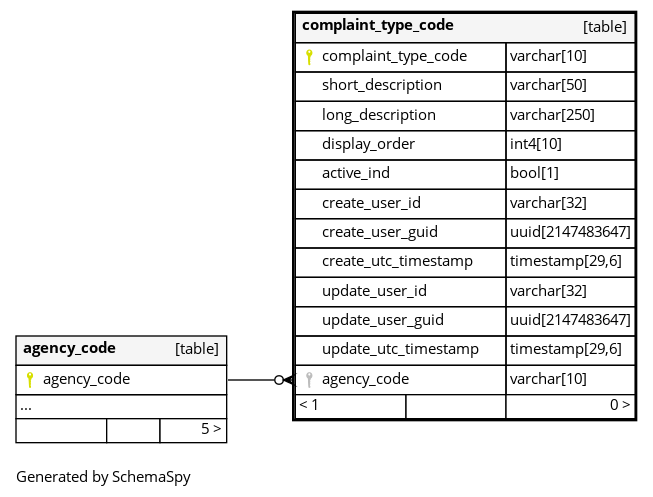 complaint_type_code [table]
complaint_type_code varchar[10]
short_description varchar[50]
long_description varchar[250]
display_order int4[10]
active_ind bool[1]
create_user_id varchar[32]
create_user_guid uuid[2147483647]
create_utc_timestamp timestamp[29,6]
update_user_id varchar[32]
update_user_guid uuid[2147483647]
update_utc_timestamp timestamp[29,6]
agency_code varchar[10]
< 1 0 >
agency_code [table]
agency_code
...
5 >
Generated by SchemaSpy